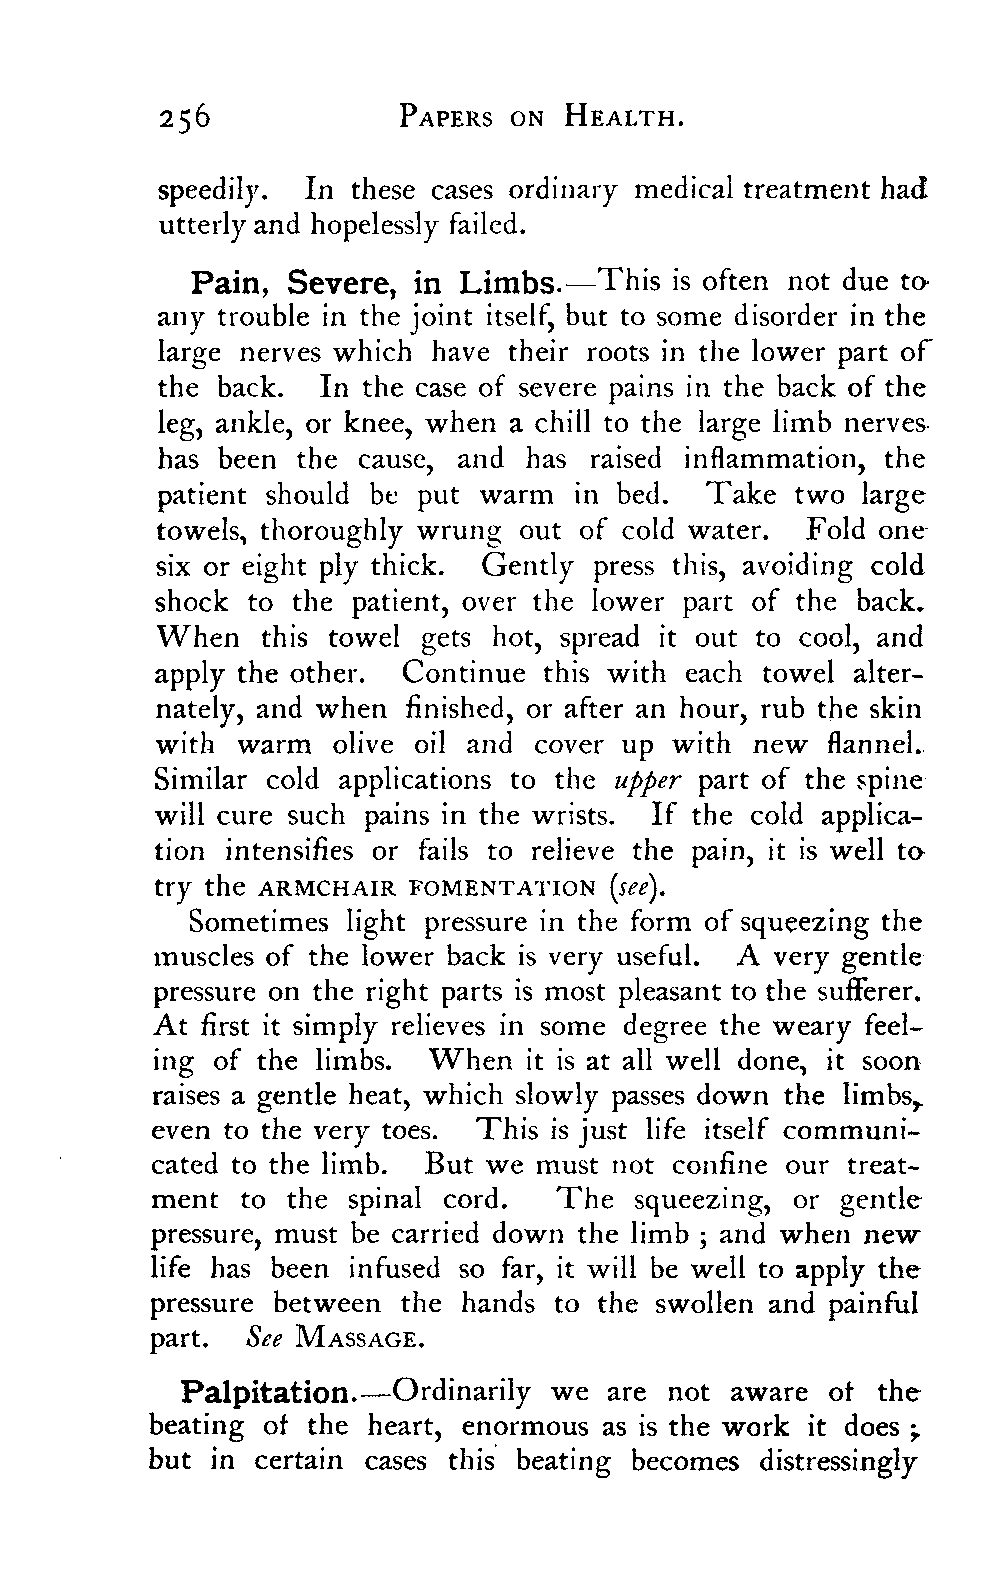 256 PAPERS ON HEALTH.
speedily. In these cases ordinary medical treatment had
utterly and hopelessly failed.
Pain, Severe, in Limbs.—This is often not due to
any trouble in the joint itself, but to some disorder in the
large nerves which have their roots in the lower part of
the back. In the case of severe pains in the back of the
leg, ankle, or knee, when a chill to the large limb nerves
has been the cause, and has raised inflammation, the
patient should be put warm in bed. Take two large
towels, thoroughly wrung out of cold water. Fold one
six or eight ply thick. Gently press this, avoiding cold
shock to the patient, over the lower part of the back.
When this towel gets hot, spread it out to cool, and
apply the other. Continue this with each towel alter-
nately, and when finished, or after an hour, rub the skin
with warm olive oil and cover up with new flannel.
Similar cold applications to the upper part of the spine
will cure such pains in the wrists. If the cold applica-
tion intensifies or fails to relieve the pain, it is well to
try the ARMCHAIR FOMENTATION (see).
Sometimes light pressure in the form of squeezing the
muscles of the lower back is very useful. A very gentle
pressure on the right parts is most pleasant to the sufferer.
At first it simply relieves in some degree the weary feel-
ing of the limbs. When it is at all well done, it soon
raises a gentle heat, which slowly passes down the limbs,
even to the very toes. This is just life itself communi-
cated to the limb. But we must not confine our treat-
ment to the spinal cord. The squeezing, or gentle
pressure, must be carried down the limb ; and when new
life has been infused so far, it will be well to apply the
pressure between the hands to the swollen and painful
part. See MASSAGE.
Palpitation.—Ordinarily we are not aware of the
beating of the heart, enormous as is the work it does ;
but in certain cases this beating becomes distressingly